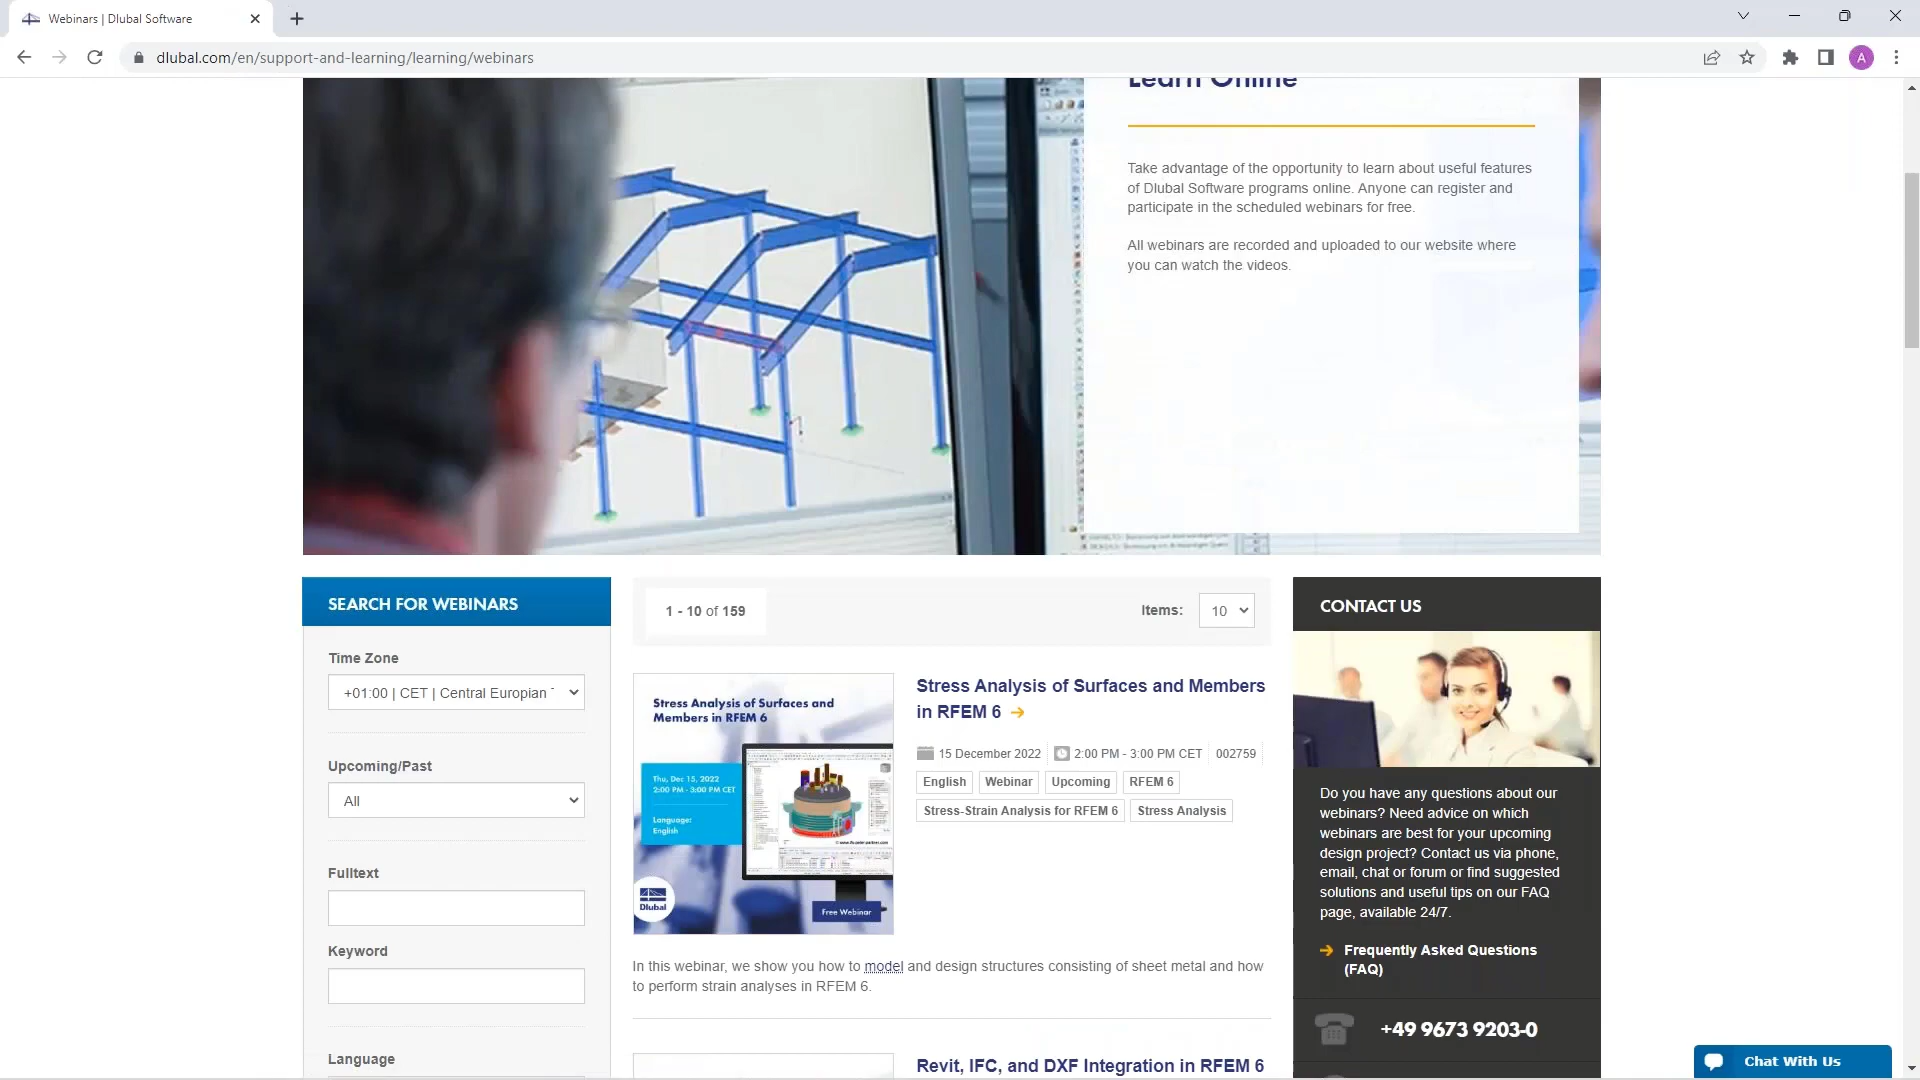 Webinars | Dlubal Software
dlubal.com/en/support-and-learning/learning/webinars
A
Learn Online
Take advantage of the opportunity to learn about useful features
of Dlubal Software programs online. Anyone can register and
participate in the scheduled webinars for free.
All webinars are recorded and uploaded to our website where
you can watch the videos.
SEARCH FOR WEBINARS
Time Zone
+01:00 | CET | Central Europian
Upcoming/Past
All
Fulltext
Keyword
Language
1 - 10 of 159
Items:
10
Stress Analysis of Surfaces and
Members in RFEM 6
Thu, Dec 15, 2022
2:00 PM - 3:00 PM CET
Language:
English
Dlubal
Free Webinar
Stress Analysis of Surfaces and Members
in RFEM 6
15 December 2022
2:00 PM - 3:00 PM CET
002759
English
Webinar
Upcoming
RFEM 6
Stress-Strain Analysis for RFEM 6
Stress Analysis
In this webinar, we show you how to model and design structures consisting of sheet metal and how
to perform strain analyses in RFEM 6.
Revit, IFC, and DXF Integration in RFEM 6
CONTACT US
Do you have any questions about our
webinars? Need advice on which
webinars are best for your upcoming
design project? Contact us via phone,
email, chat or forum or find suggested
solutions and useful tips on our FAQ
page, available 24/7.
Frequently Asked Questions
(FAQ)
+49 9673 9203-0
Chat With Us